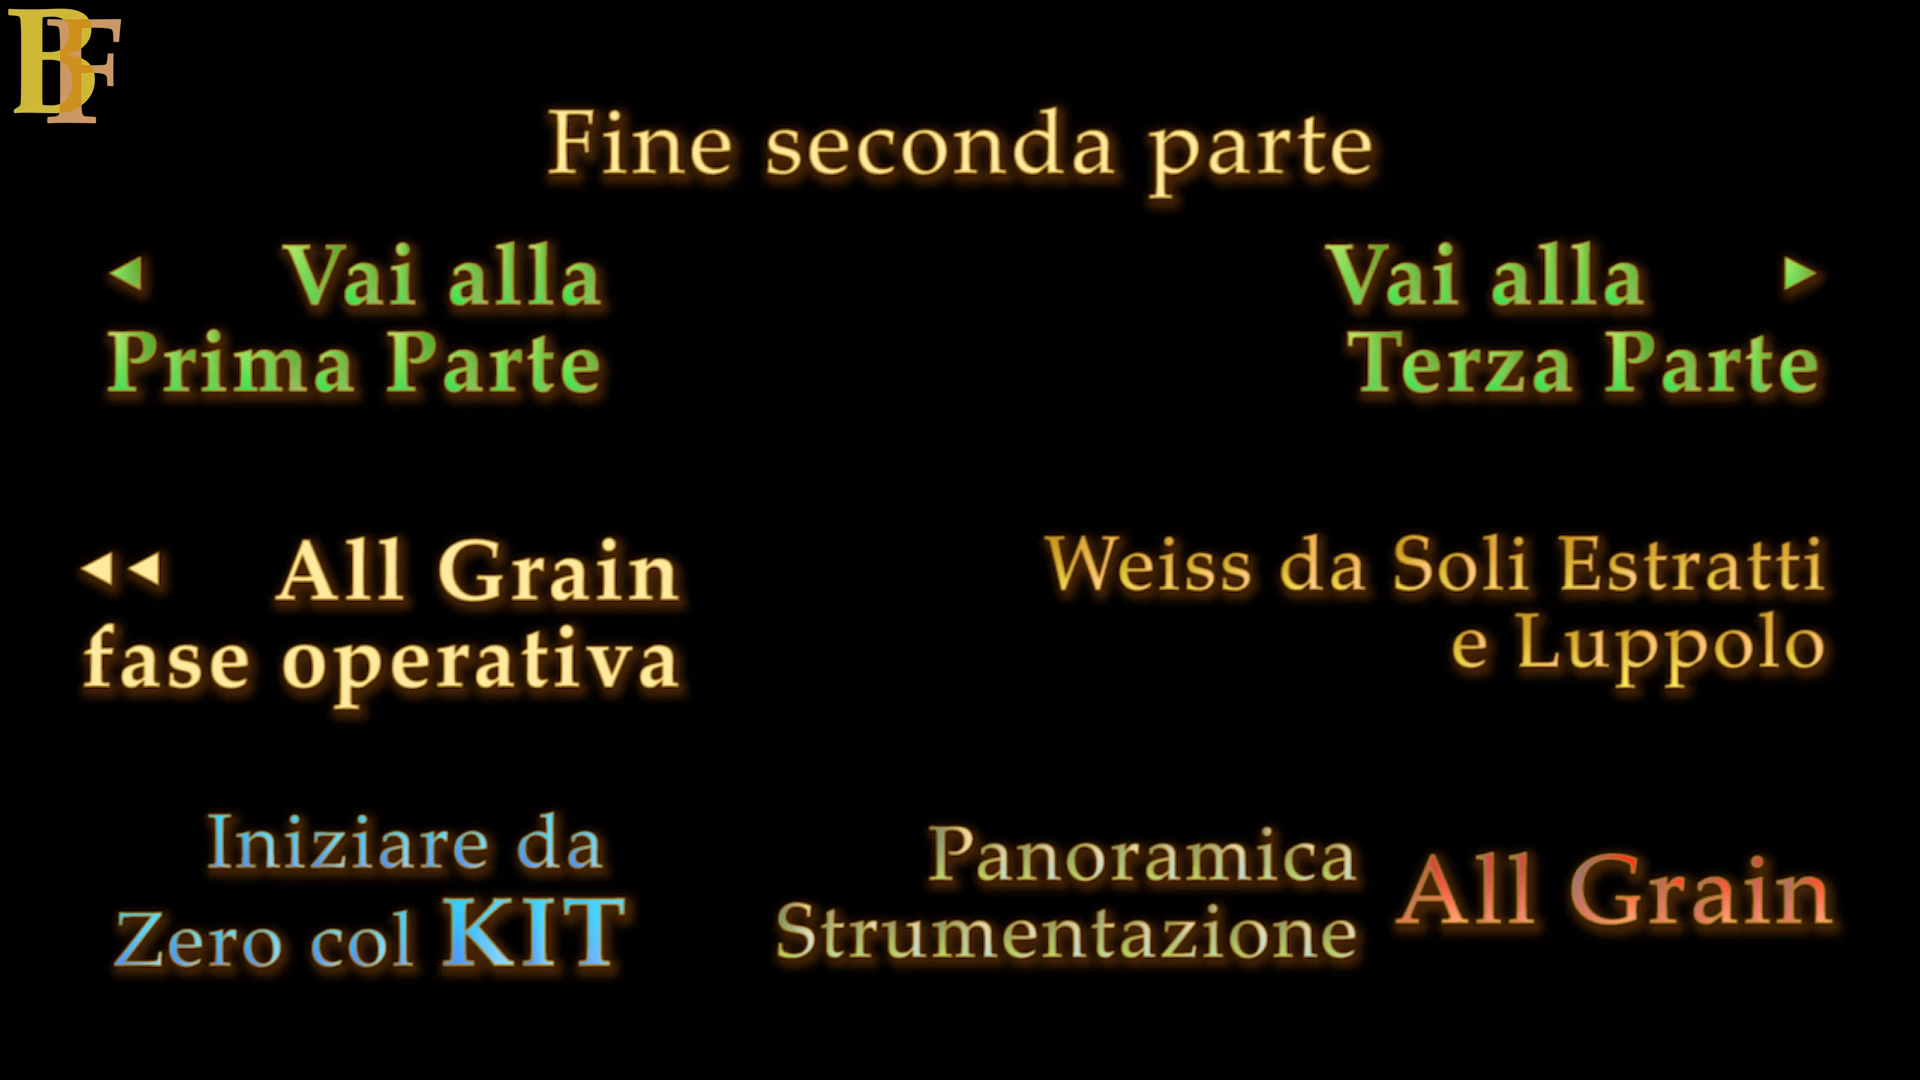 BF
Fine seconda parte
◄ Vai alla
Prima Parte
Vai alla ►
Terza Parte
◄◄ All Grain
fase operativa
Weiss da Soli Estratti
e Luppolo
Iniziare da
Zero col KIT
Panoramica
Strumentazione
All Grain